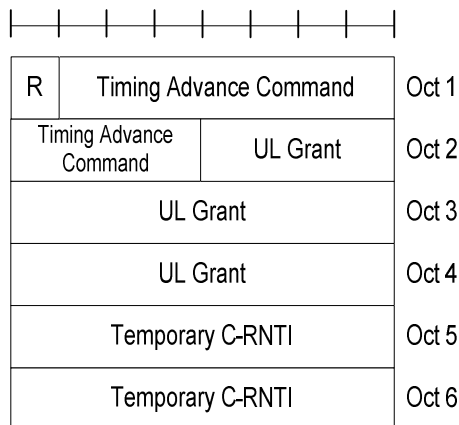 R Timing Advance Command Oct 1
Timing Advance
Command UL Grant Oct 2
UL Grant Oct 3
UL Grant Oct 4
Temporary C-RNTI Oct 5
Temporary C-RNTI Oct 6